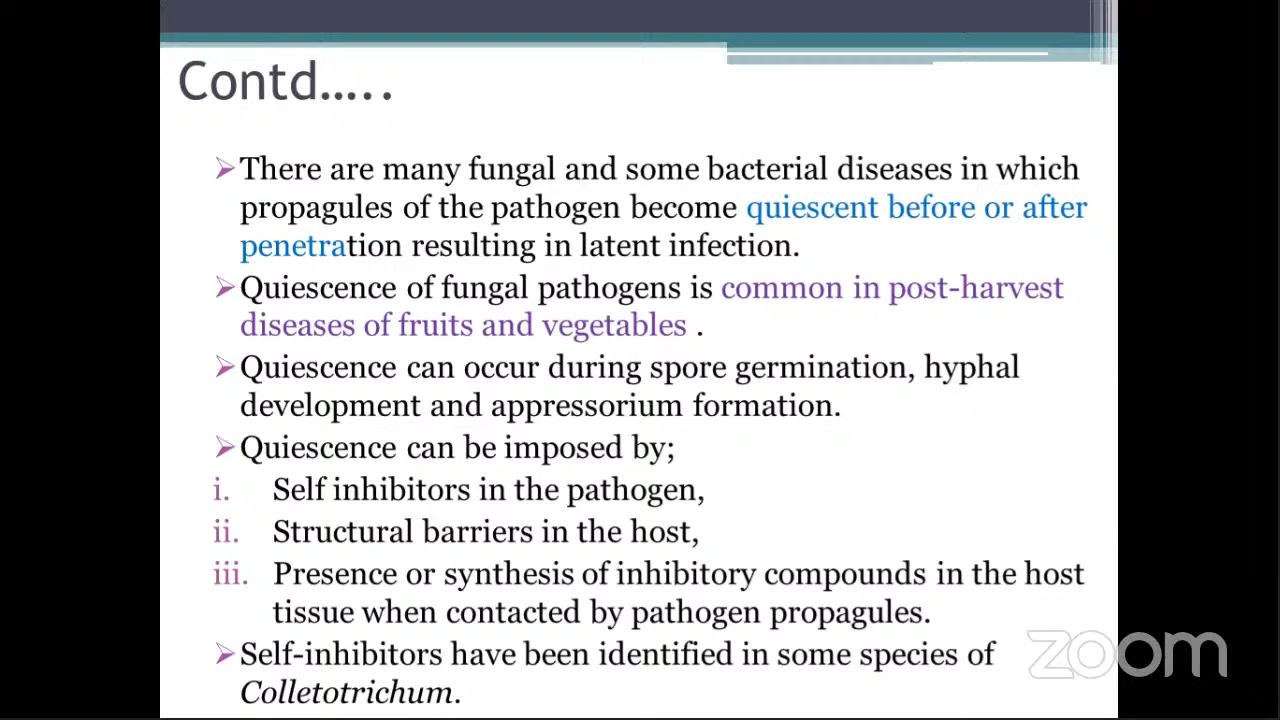 Contd…..
➢There are many fungal and some bacterial diseases in which
propagules of the pathogen become quiescent before or after
penetration resulting in latent infection.
➢Quiescence of fungal pathogens is common in post-harvest
diseases of fruits and vegetables .
➢Quiescence can occur during spore germination, hyphal
development and appressorium formation.
➢Quiescence can be imposed by;
i. Self inhibitors in the pathogen,
ii. Structural barriers in the host,
iii. Presence or synthesis of inhibitory compounds in the host
tissue when contacted by pathogen propagules.
➢Self-inhibitors have been identified in some species of
Colletotrichum.
zoom